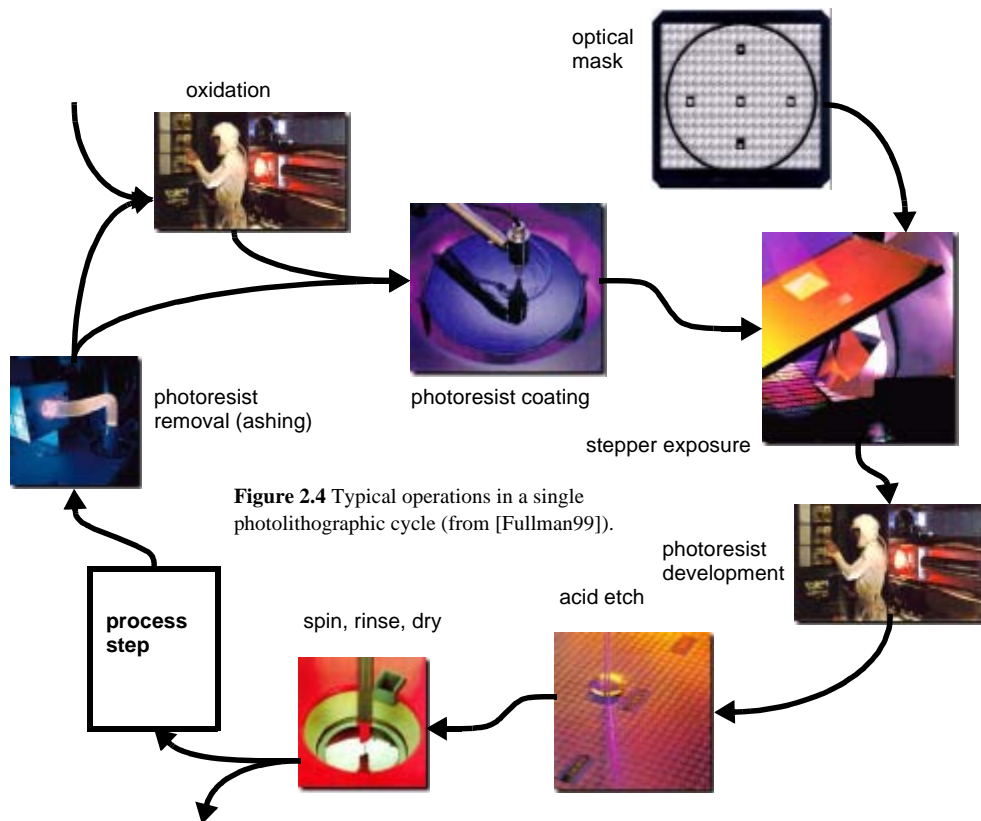 optical
mask
oxidation
photoresist
removal (ashing)
photoresist coating
stepper exposure
Figure 2.4 Typical operations in a single
photolithographic cycle (from [Fullman99]).
photoresist
development
acid etch
process
step
spin, rinse, dry